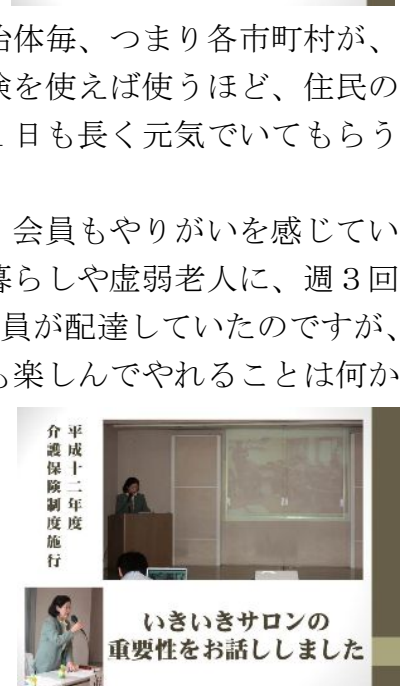 治体毎、つまり各市町村が、
険を使えば使うほど、住民の
日も長く元気でいてもらう
会員もやりがいを感じてい
暮らしや虚弱老人に、週３回
員が配達していたのですが、
も楽しんでやれることは何か
平成十二年度
介護保険制度施行
いきいきサロンの
重要性をお話ししました